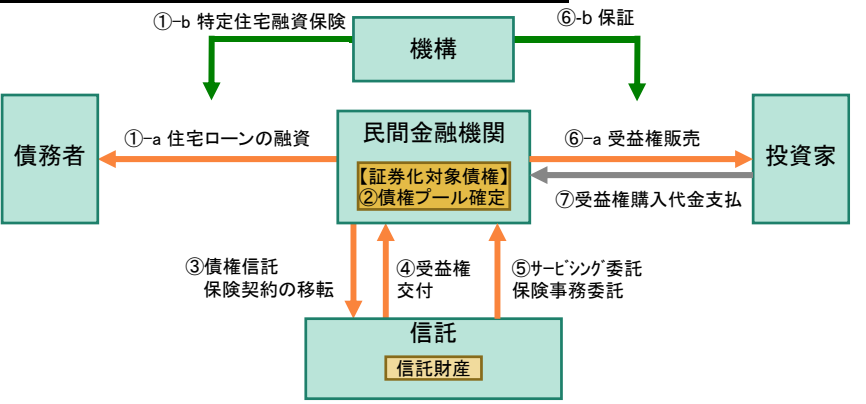 ①-b 特定住宅融資保険
⑥-b 保証
機構
債務者
①-a 住宅ローンの融資
民間金融機関
【証券化対象債権】
②債権プール確定
⑥-a 受益権販売
⑦受益権購入代金支払
投資家
③債権信託
保険契約の移転
④受益権
交付
⑤ｻｰﾋﾞｼﾝｸﾞ委託
保険事務委託
信託
信託財産